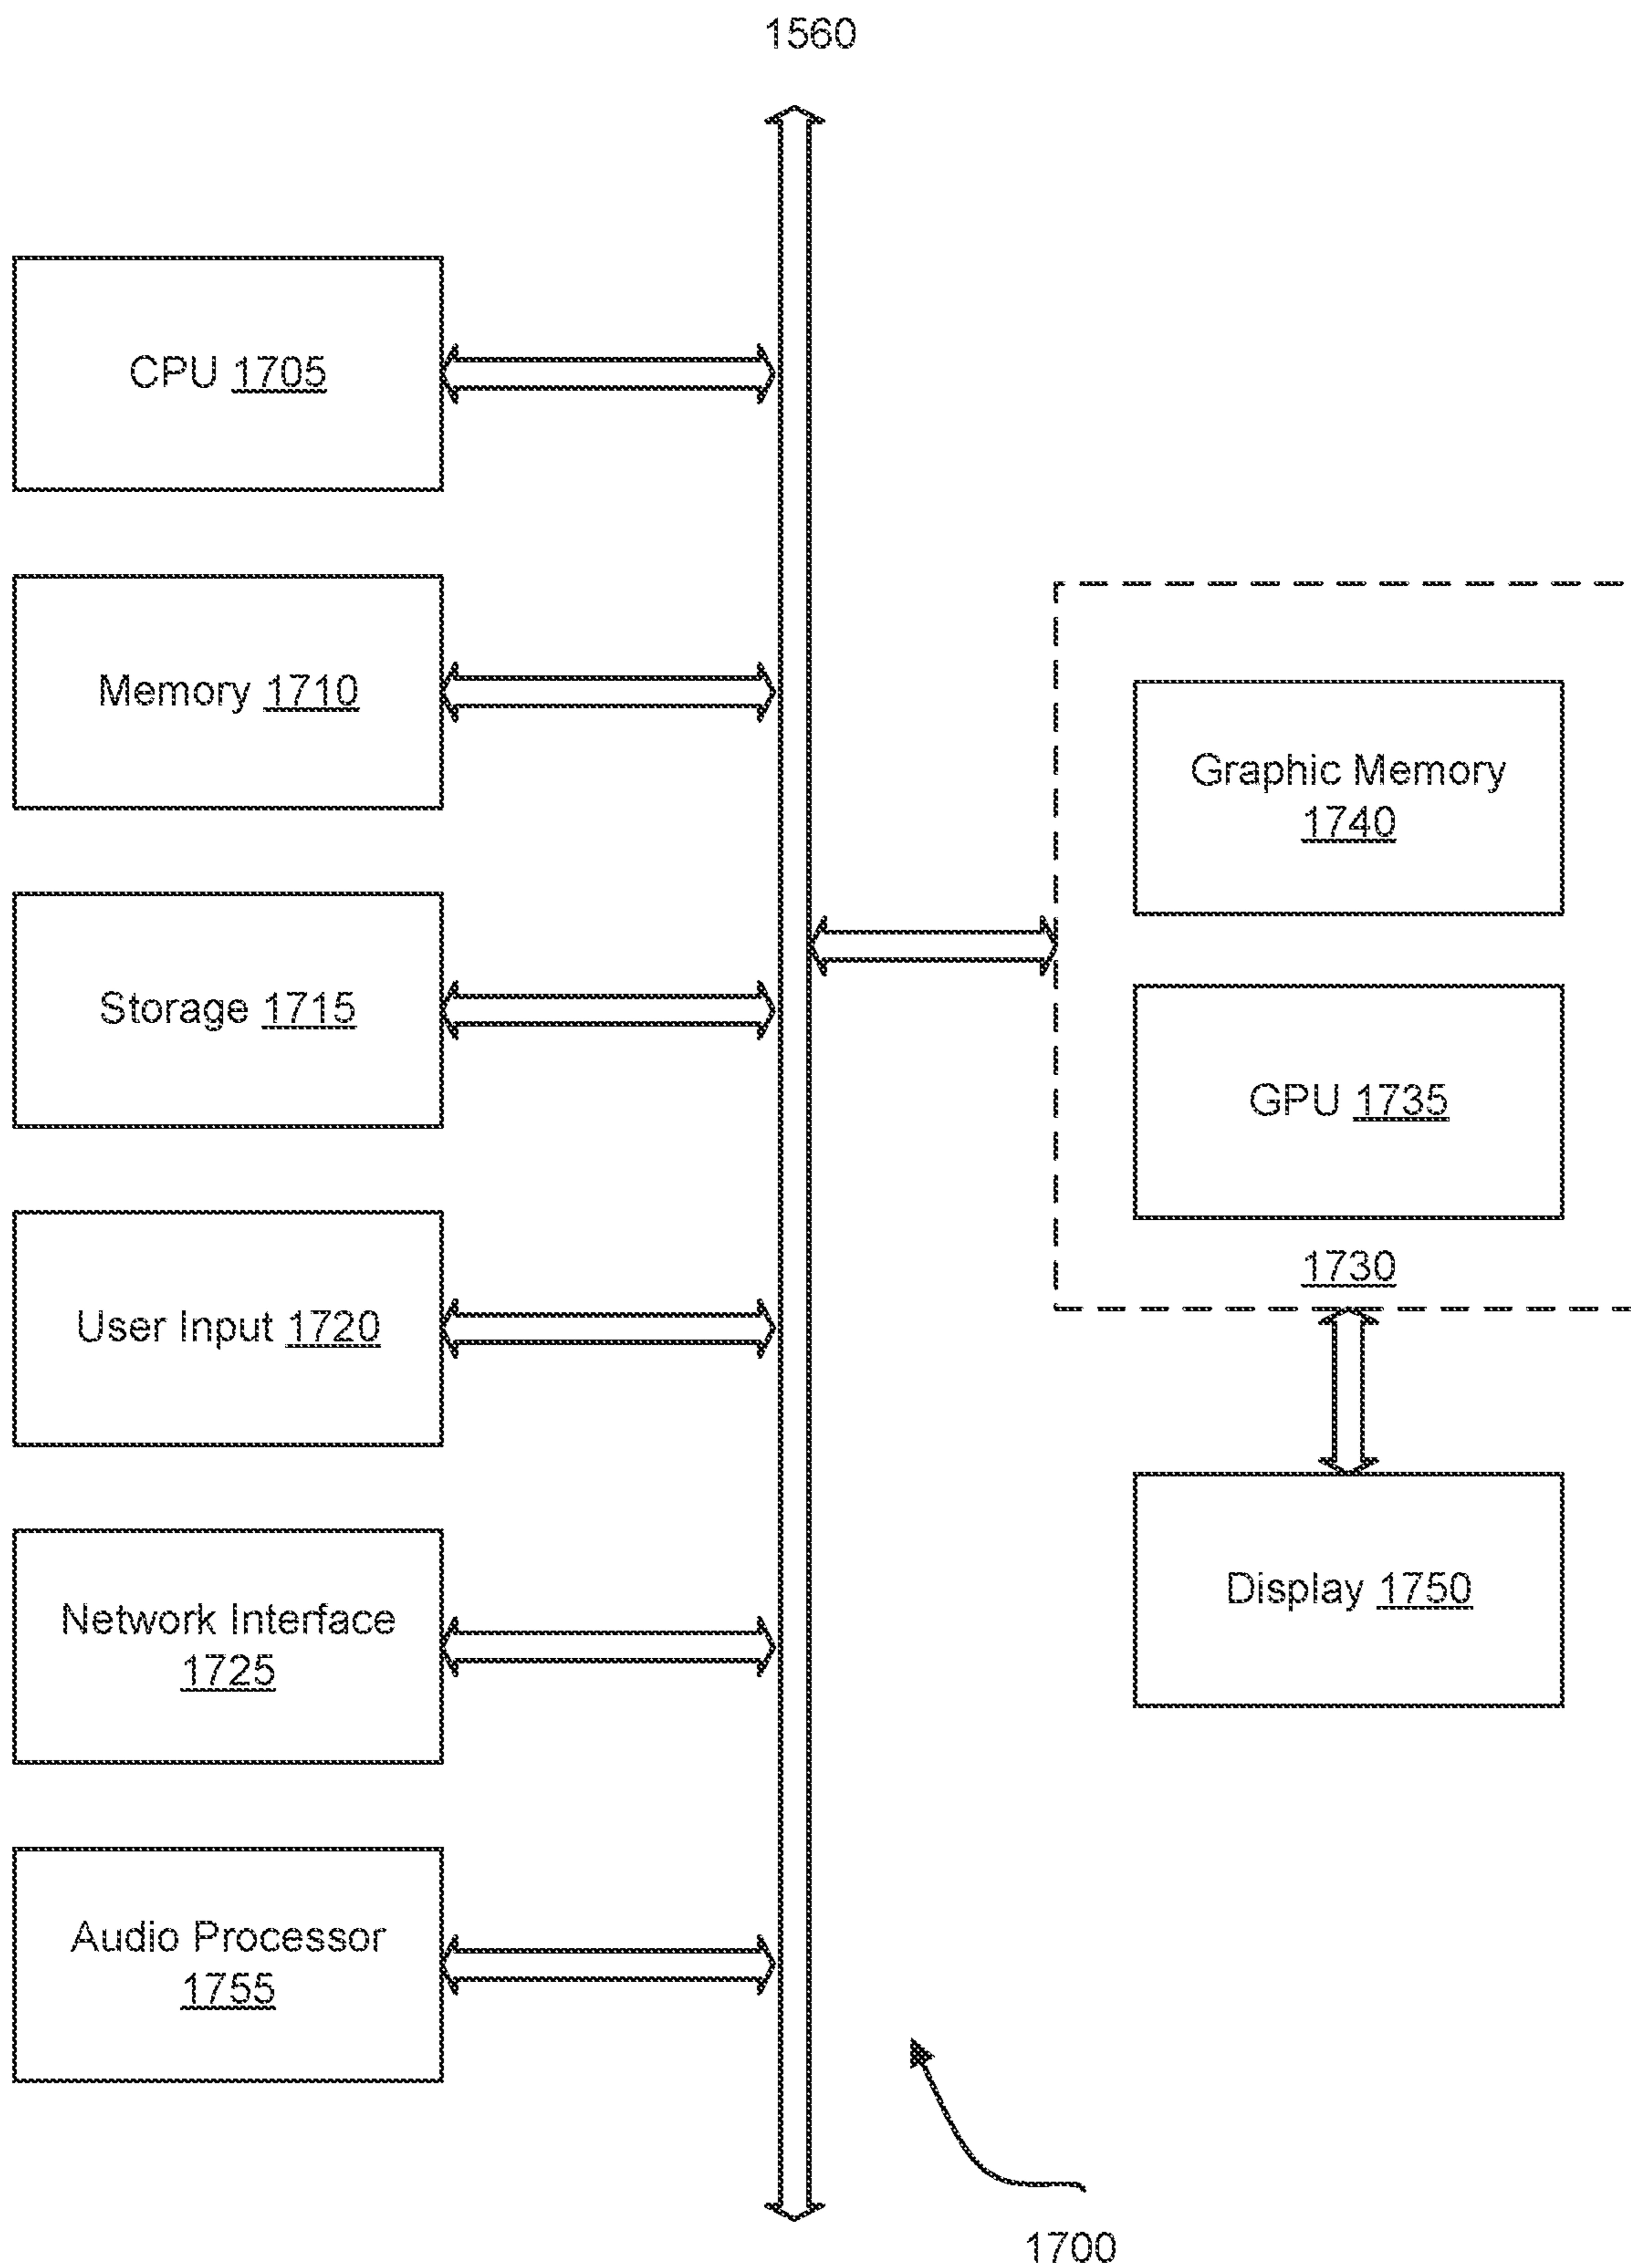 1560
CPU 1705
Memory 1710
Storage 1715
User Input 1720
Network Interface
1725
Audio Processor
1755
Graphic Memory
1740
GPU 1735
1730
Display 1750
1700